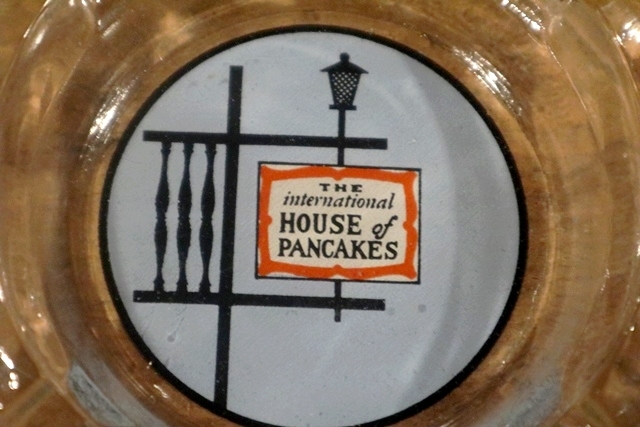 THE
international
HOUSE of
PANCAKES